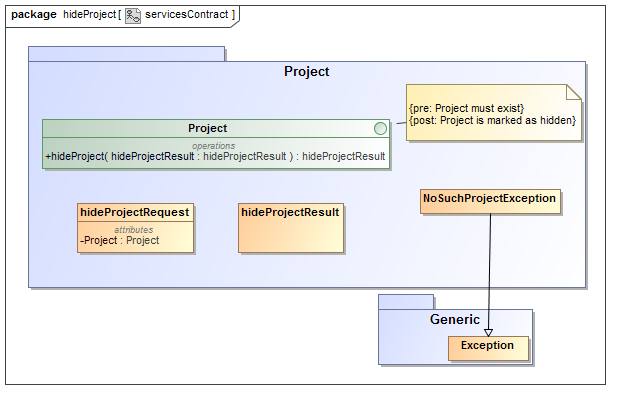 package hideProject [ servicesContract ]
Project
{pre: Project must exist}
{post: Project is marked as hidden}
Project
operations
+hideProject( hideProjectResult : hideProjectResult ) : hideProjectResult
NoSuchProjectException
hideProjectRequest
attributes
-Project : Project
hideProjectResult
Generic
Exception